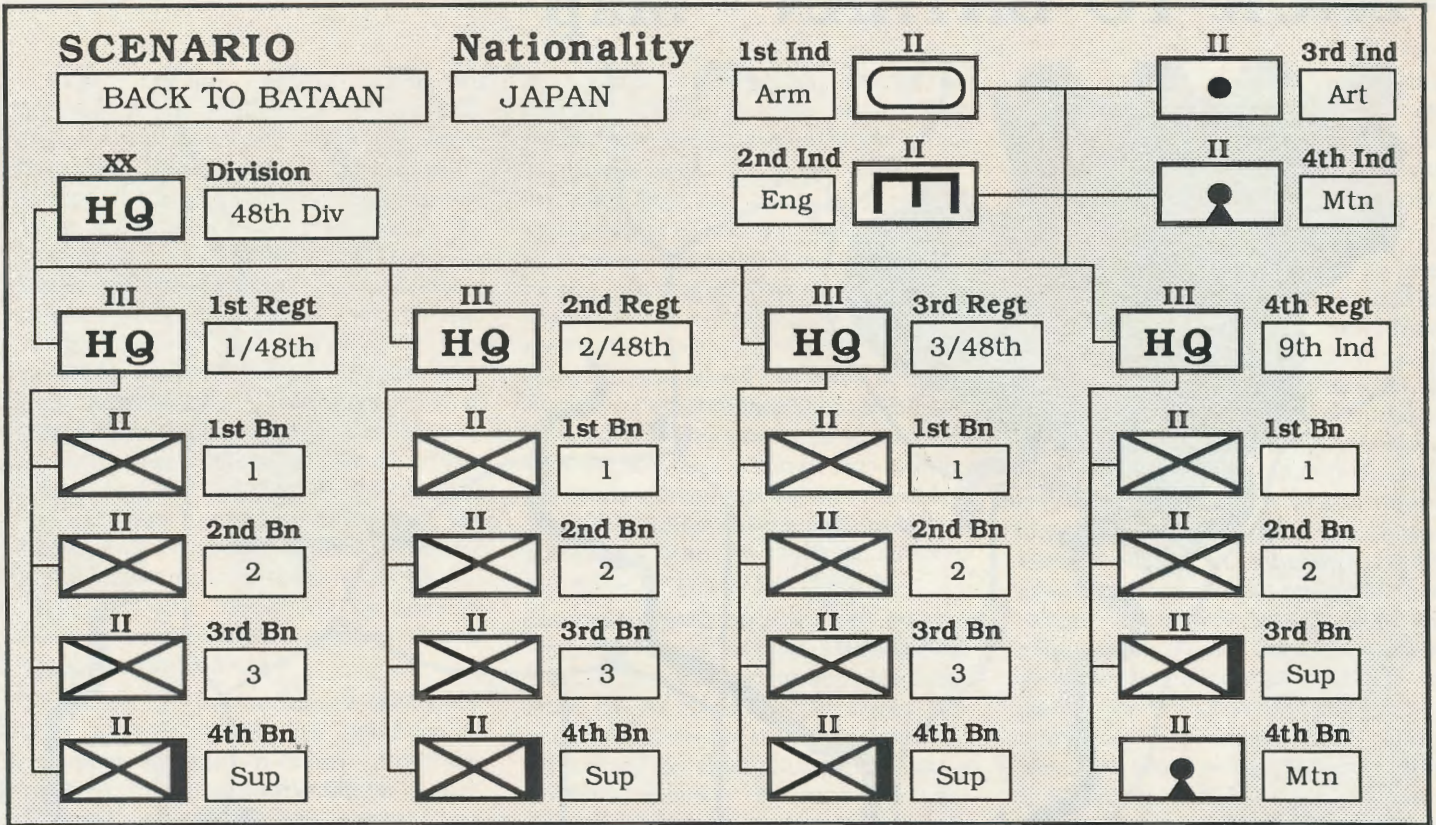 SCENARIO Nationality
BACK TO BATAAN JAPAN
II 1st Ind
Arm
II 3rd Ind
Art
II 2nd Ind
Eng
II 4th Ind
Mtn
XX Division
HQ 48th Div
III 1st Regt
HQ 1/48th
III 2nd Regt
HQ 2/48th
III 3rd Regt
HQ 3/48th
III 4th Regt
HQ 9th Ind
II 1st Bn
1
II 1st Bn
1
II 1st Bn
1
II 1st Bn
1
II 2nd Bn
2
II 2nd Bn
2
II 2nd Bn
2
II 2nd Bn
2
II 3rd Bn
3
II 3rd Bn
3
II 3rd Bn
3
II 3rd Bn
Sup
II 4th Bn
Sup
II 4th Bn
Sup
II 4th Bn
Sup
II 4th Bn
Mtn